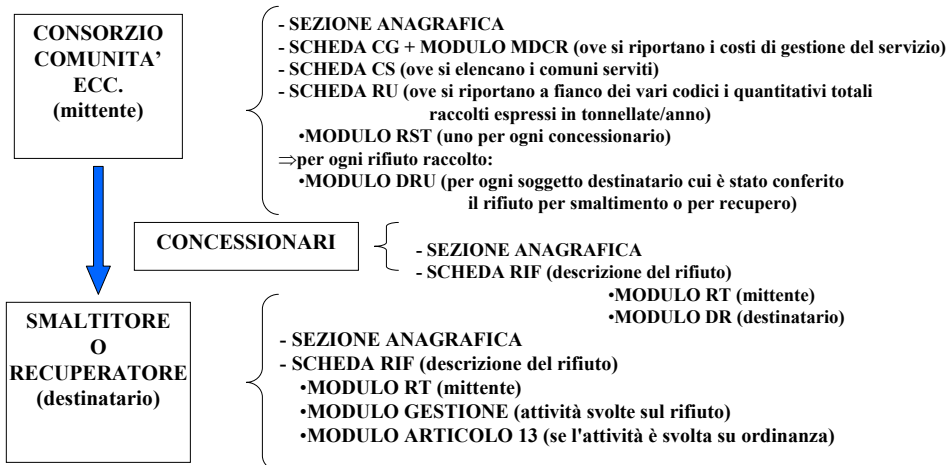 CONSORZIO
COMUNITA’
ECC.
(mittente)
- SEZIONE ANAGRAFICA
- SCHEDA CG + MODULO MDCR (ove si riportano i costi di gestione del servizio)
- SCHEDA CS (ove si elencano i comuni serviti)
- SCHEDA RU (ove si riportano a fianco dei vari codici i quantitativi totali
raccolti espressi in tonnellate/anno)
•MODULO RST (uno per ogni concessionario)
⇒per ogni rifiuto raccolto:
•MODULO DRU (per ogni soggetto destinatario cui è stato conferito
il rifiuto per smaltimento o per recupero)
CONCESSIONARI
- SEZIONE ANAGRAFICA
- SCHEDA RIF (descrizione del rifiuto)
•MODULO RT (mittente)
•MODULO DR (destinatario)
SMALTITORE
O
RECUPERATORE
(destinatario)
- SEZIONE ANAGRAFICA
- SCHEDA RIF (descrizione del rifiuto)
•MODULO RT (mittente)
•MODULO GESTIONE (attività svolte sul rifiuto)
•MODULO ARTICOLO 13 (se l'attività è svolta su ordinanza)